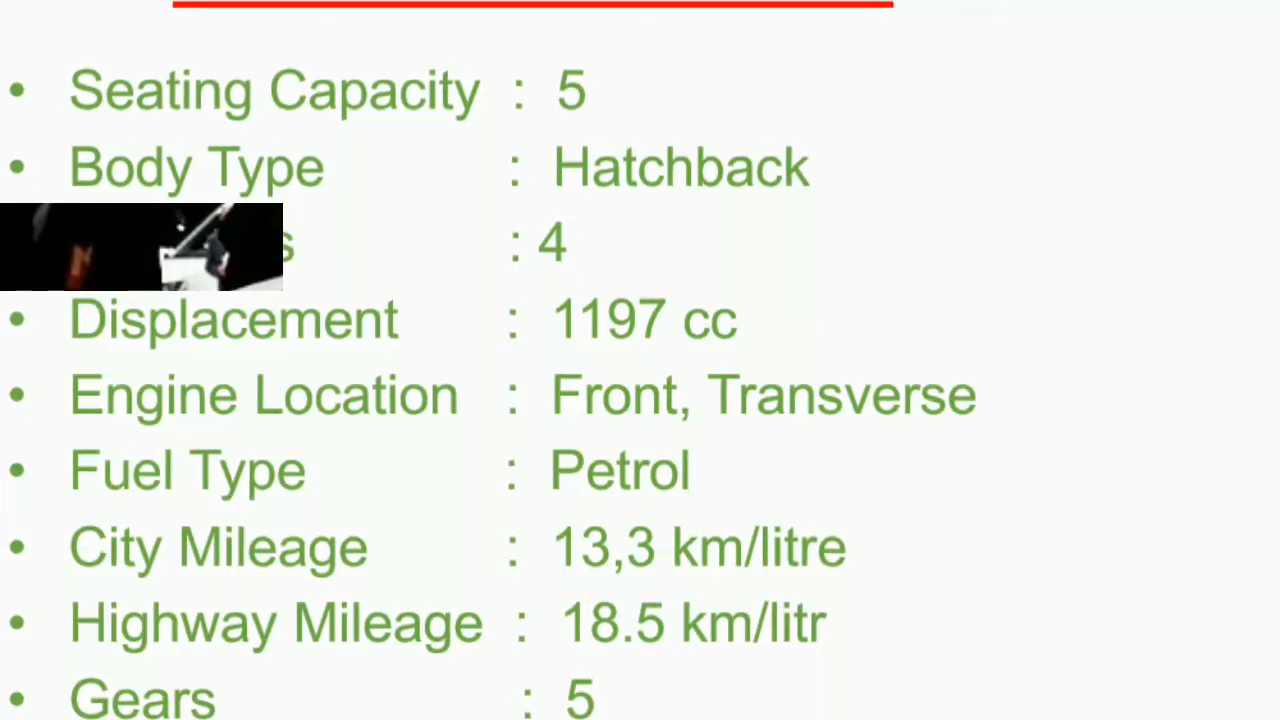 • Seating Capacity : 5
• Body Type : Hatchback
: 4
• Displacement : 1197 cc
• Engine Location : Front, Transverse
• Fuel Type : Petrol
• City Mileage : 13,3 km/litre
• Highway Mileage : 18.5 km/litr
• Gears : 5